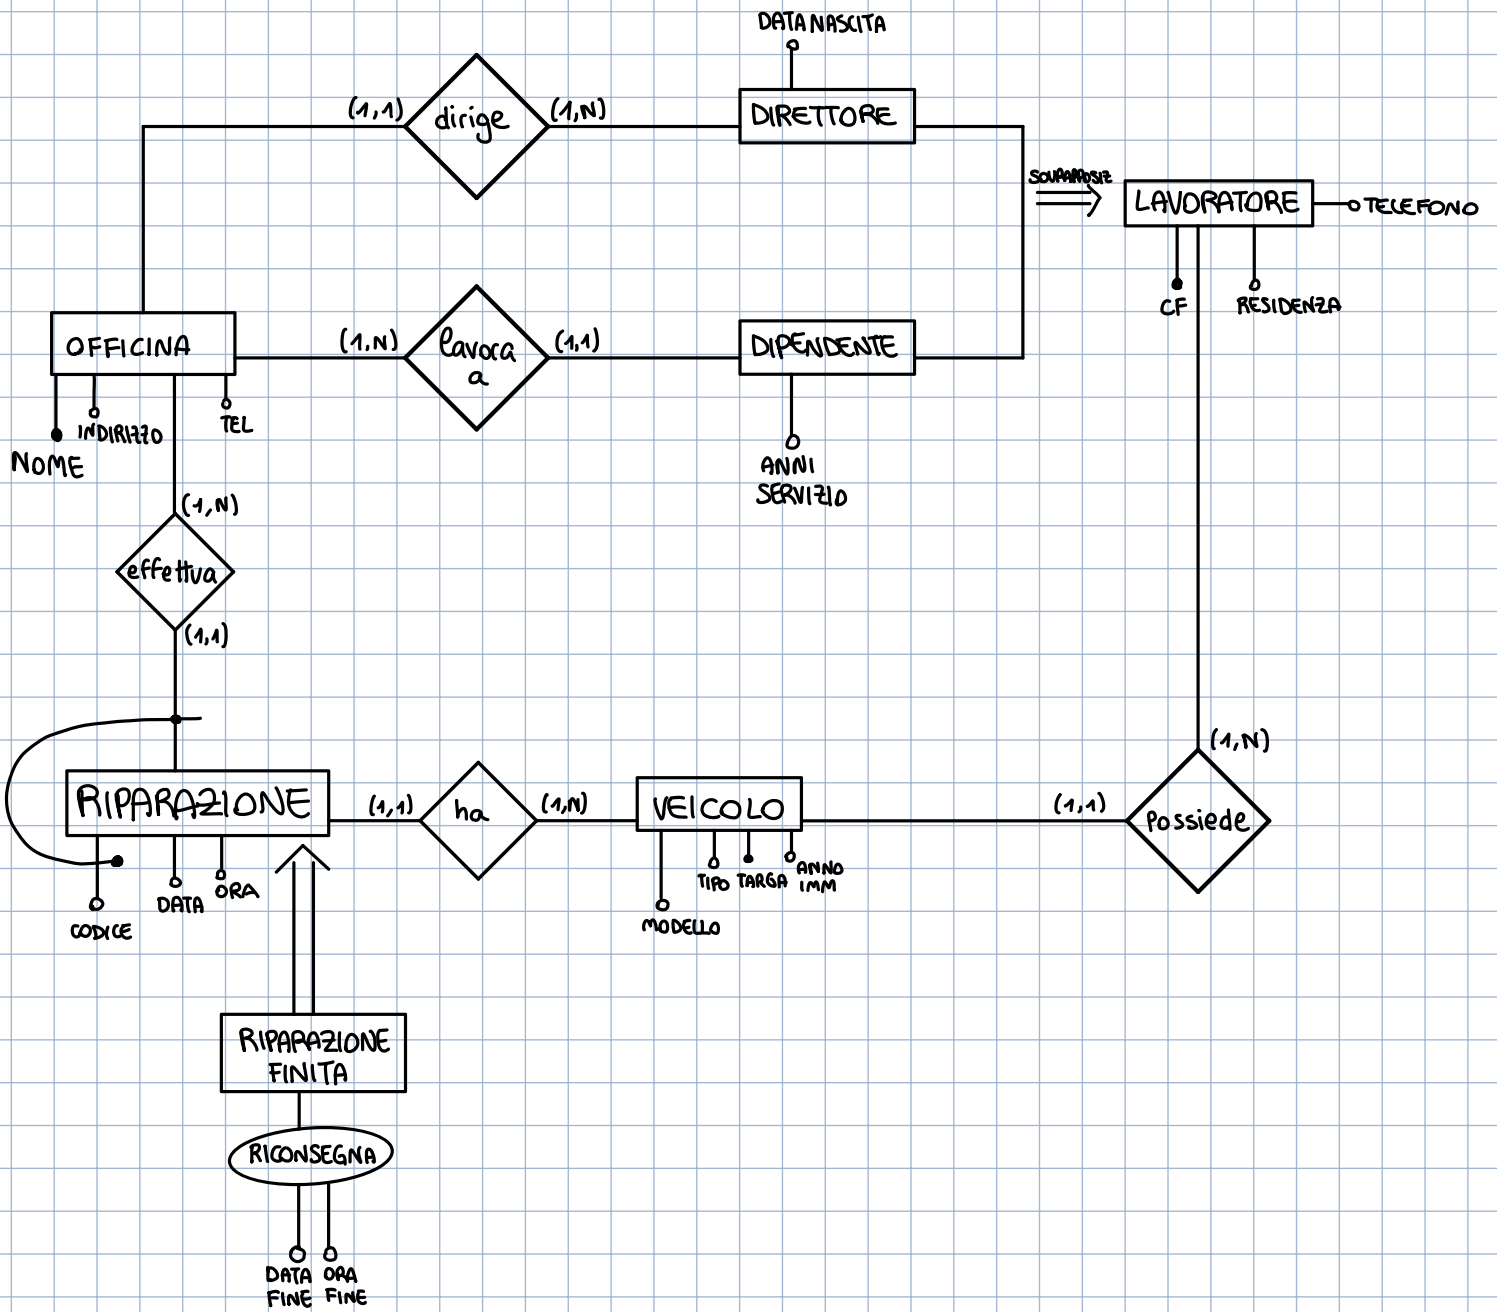 DATA NASCITA
(1,1)
dirige
(1,N)
DIRETTORE
SOVRAPPOSIZ
LAVORATORE
TELEFONO
CF
RESIDENZA
OFFICINA
(1,N)
lavora
a
(1,1)
DIPENDENTE
NOME
INDIRIZZO
TEL
ANNI
SERVIZIO
(1,N)
effettua
(1,1)
RIPARAZIONE
(1,1)
ha
(1,N)
VEICOLO
(1,1)
Possiede
(1,N)
CODICE
DATA
ORA
MODELLO
TIPO
TARGA
ANNO
IMM
RIPARAZIONE
FINITA
RICONSEGNA
DATA
FINE
ORA
FINE